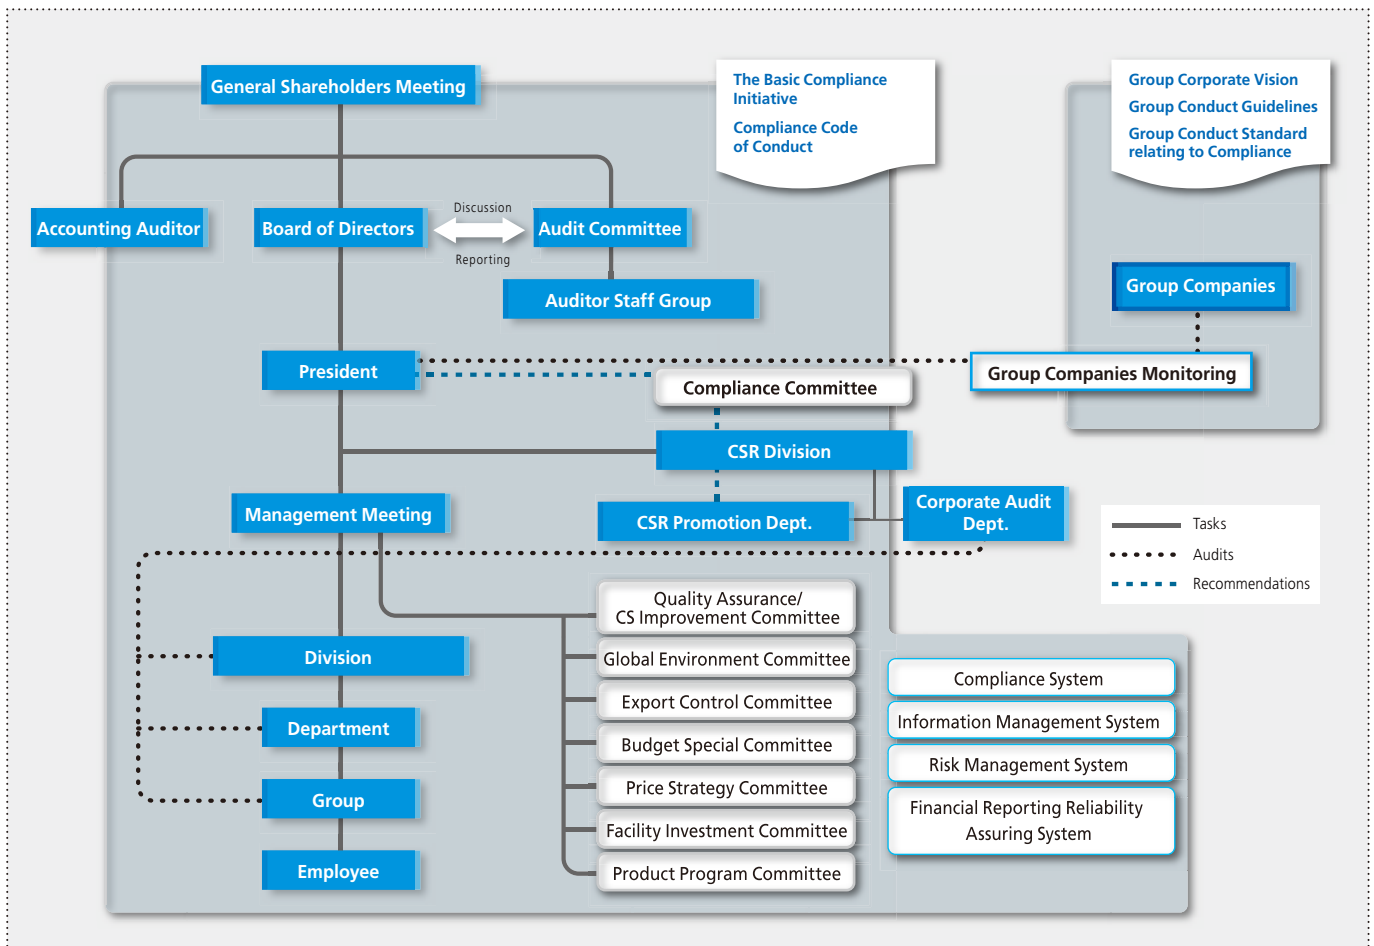 General Shareholders Meeting
The Basic Compliance
Initiative
Compliance Code
of Conduct
Group Corporate Vision
Group Conduct Guidelines
Group Conduct Standard
relating to Compliance
Accounting Auditor
Board of Directors
Discussion
Reporting
Audit Committee
Auditor Staff Group
Group Companies
President
Compliance Committee
Group Companies Monitoring
CSR Division
Management Meeting
CSR Promotion Dept.
Corporate Audit
Dept.
Tasks
Audits
Recommendations
Quality Assurance/
CS Improvement Committee
Global Environment Committee
Export Control Committee
Budget Special Committee
Price Strategy Committee
Facility Investment Committee
Product Program Committee
Division
Department
Group
Employee
Compliance System
Information Management System
Risk Management System
Financial Reporting Reliability
Assuring System